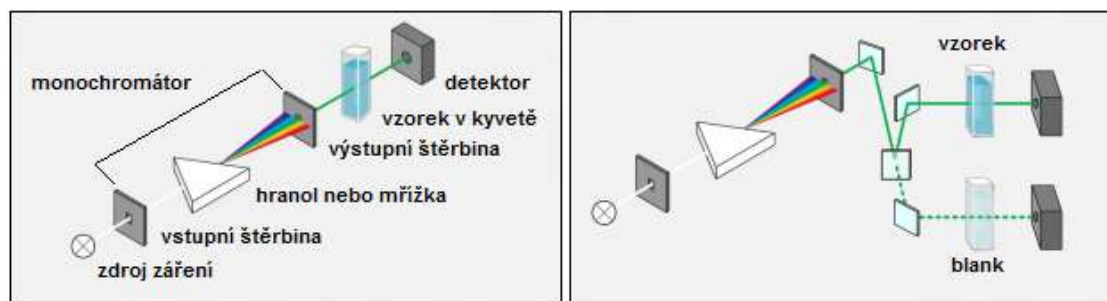 monochromátor
detektor
vzorek v kyvetě
výstupní štěrbina
hranol nebo mřížka
vstupní štěrbina
zdroj záření
vzorek
blank